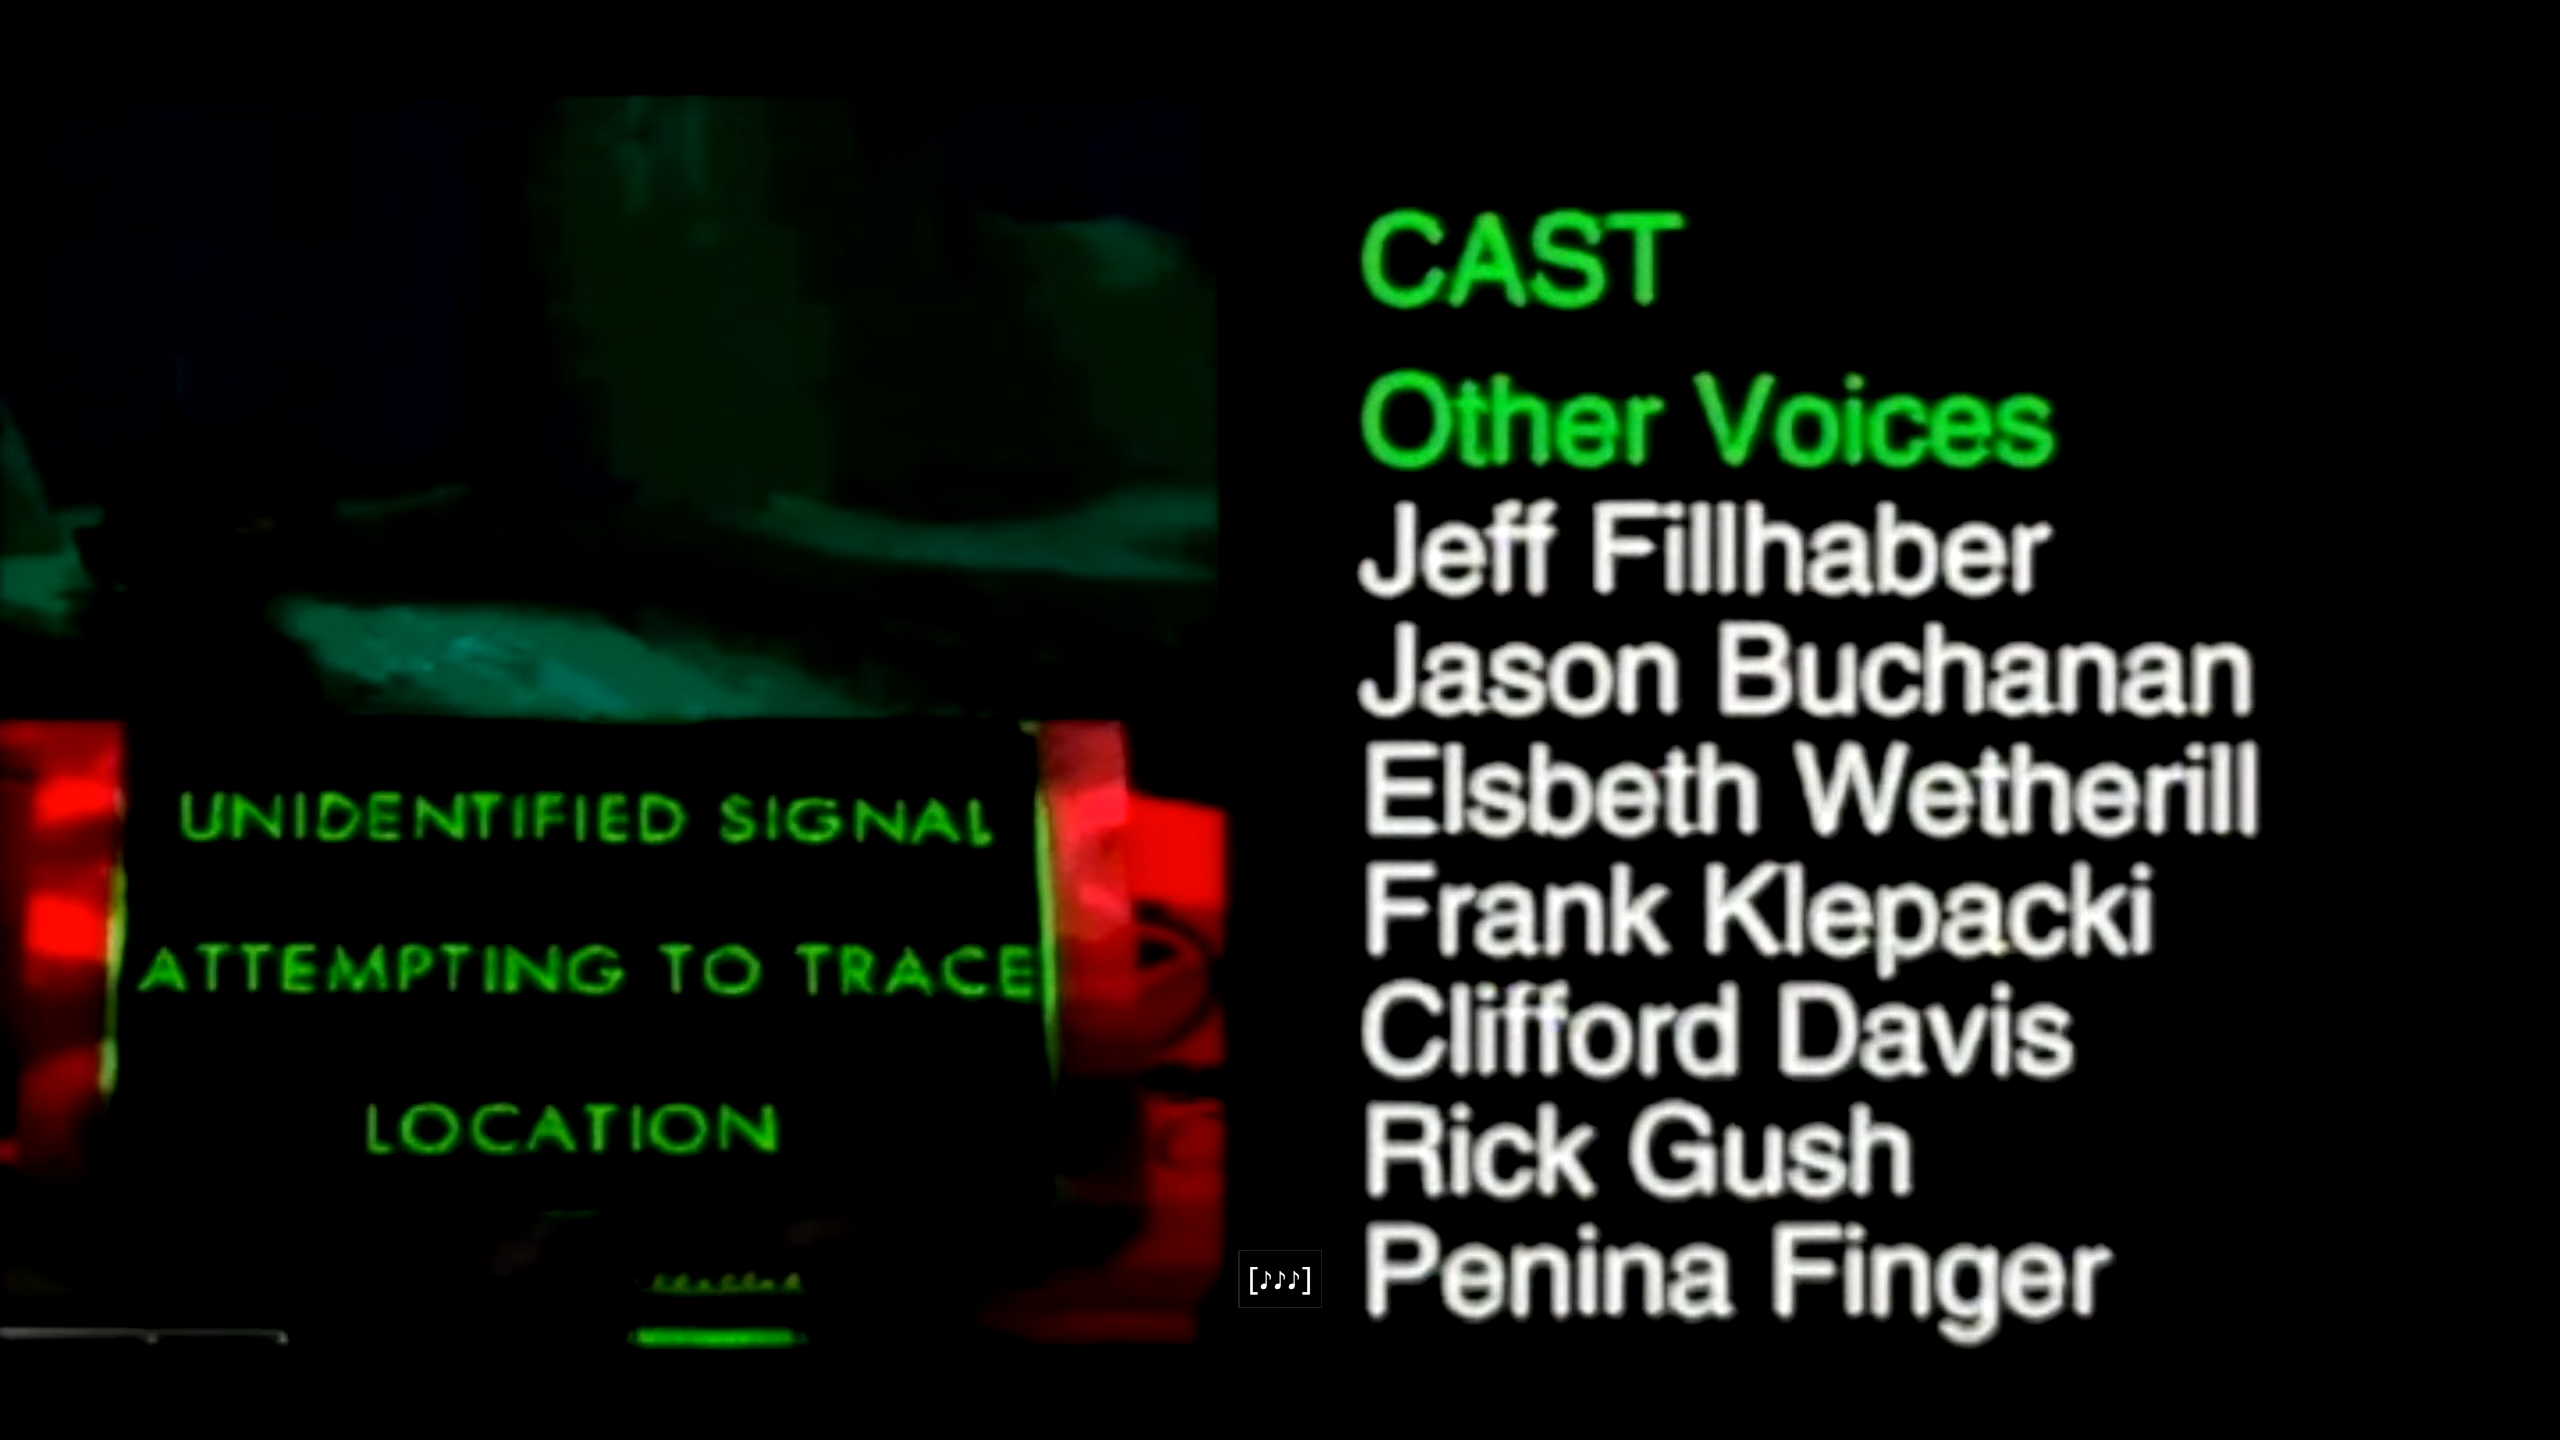 CAST
Other Voices
Jeff Fillhaber
Jason Buchanan
Elsbeth Wetherill
Frank Klepacki
Clifford Davis
Rick Gush
Penina Finger
UNIDENTIFIED SIGNAL
ATTEMPTING TO TRACE
LOCATION
[♪♪♪]